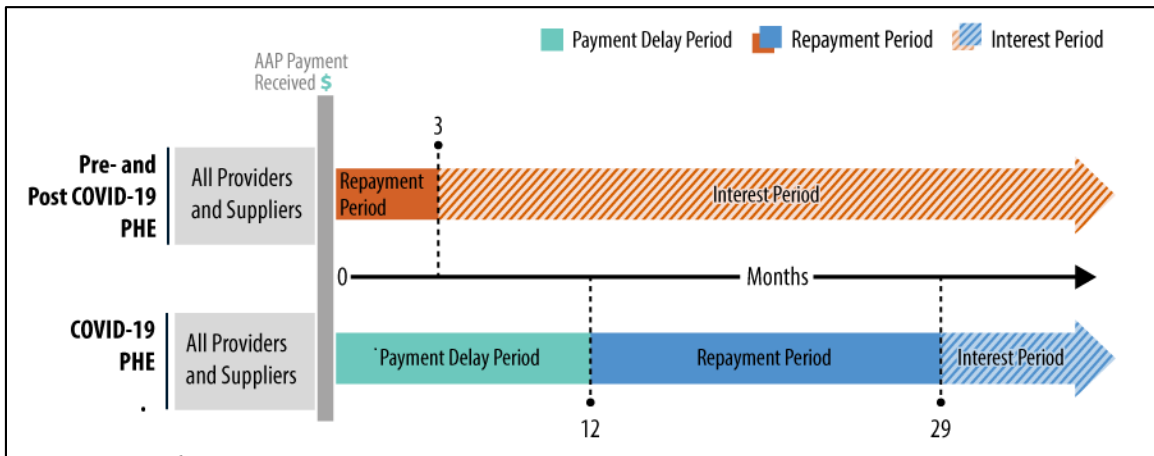 Payment Delay Period Repayment Period Interest Period
AAP Payment
Received $
3
Pre- and
Post COVID-19
PHE
All Providers
and Suppliers
Repayment
Period
Interest Period
0
Months
COVID-19
PHE
.
All Providers
and Suppliers
Payment Delay Period
Repayment Period
Interest Period
12
29